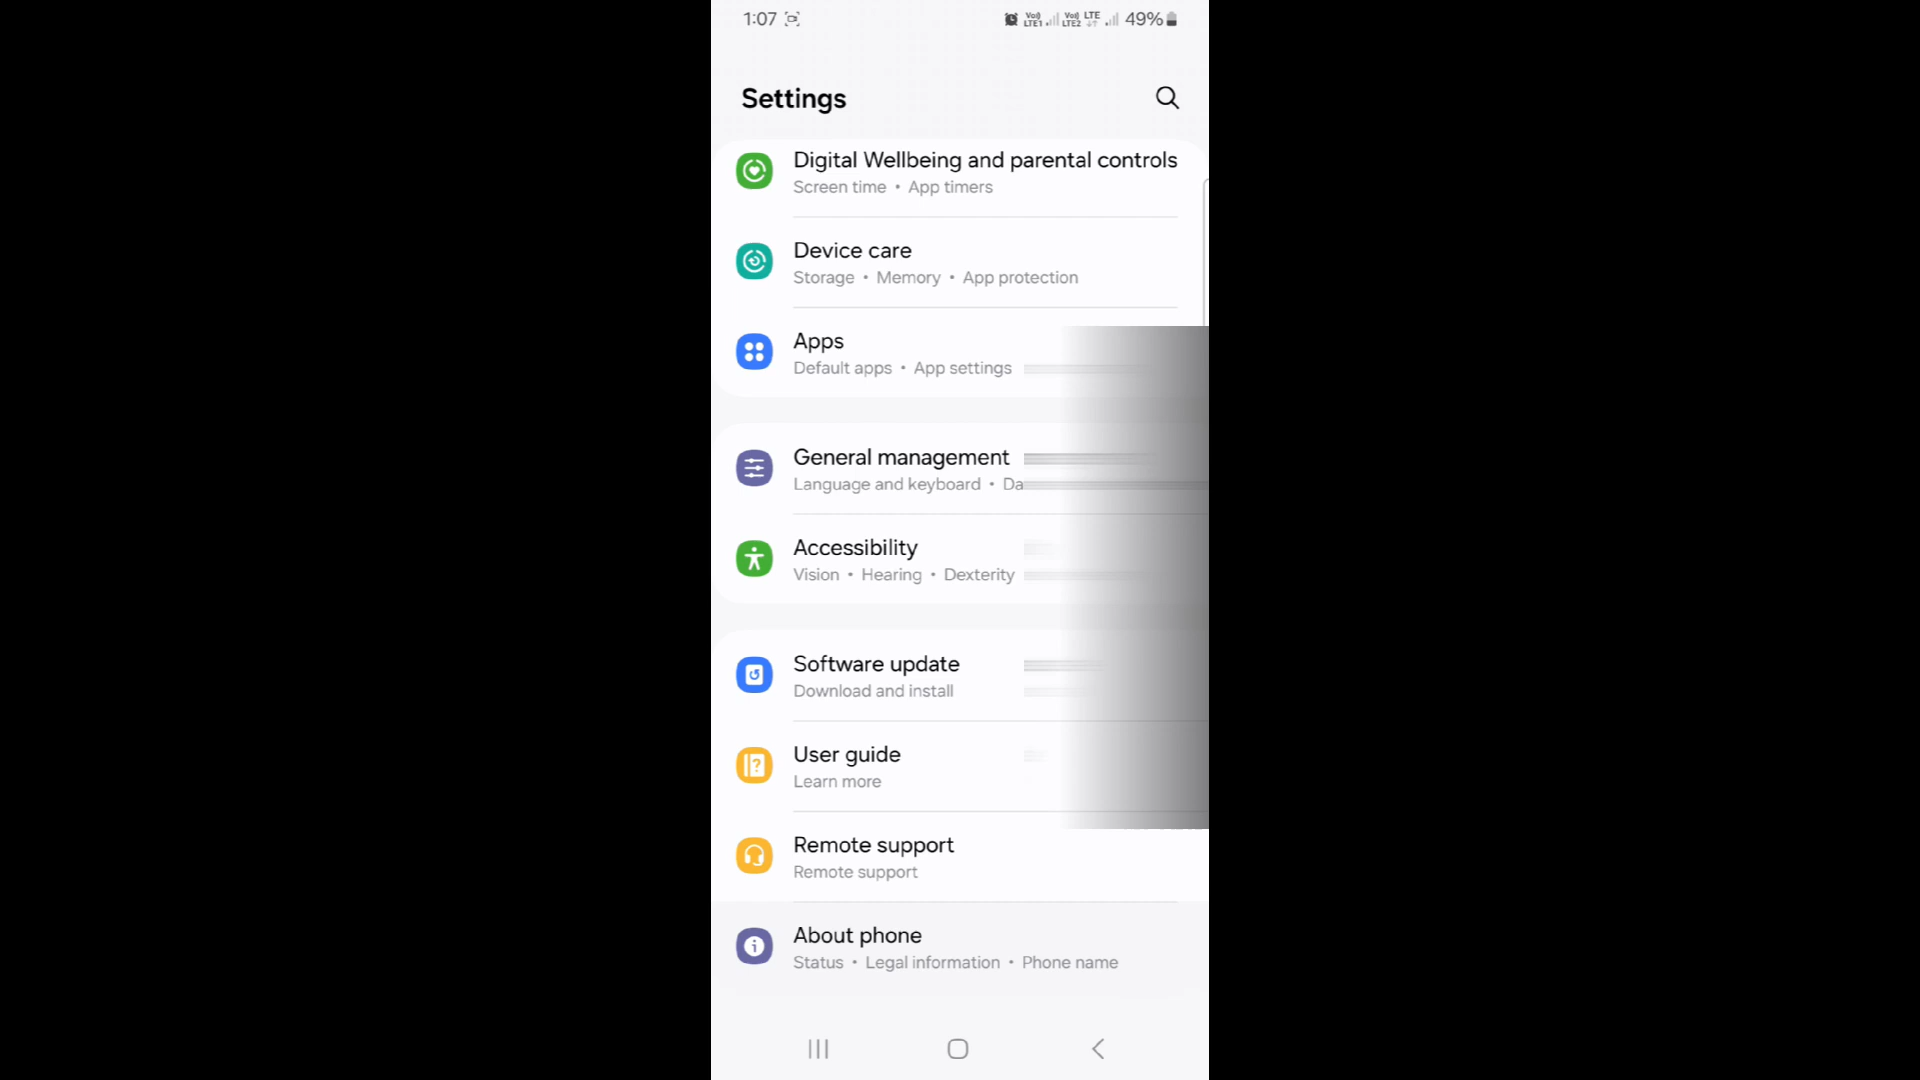 1:07 49%
Settings
Digital Wellbeing and parental controls
Screen time • App timers
Device care
Storage • Memory • App protection
Apps
Default apps • App settings
General management
Language and keyboard • Da
Accessibility
Vision • Hearing • Dexterity
Software update
Download and install
User guide
Learn more
Remote support
Remote support
About phone
Status • Legal information • Phone name